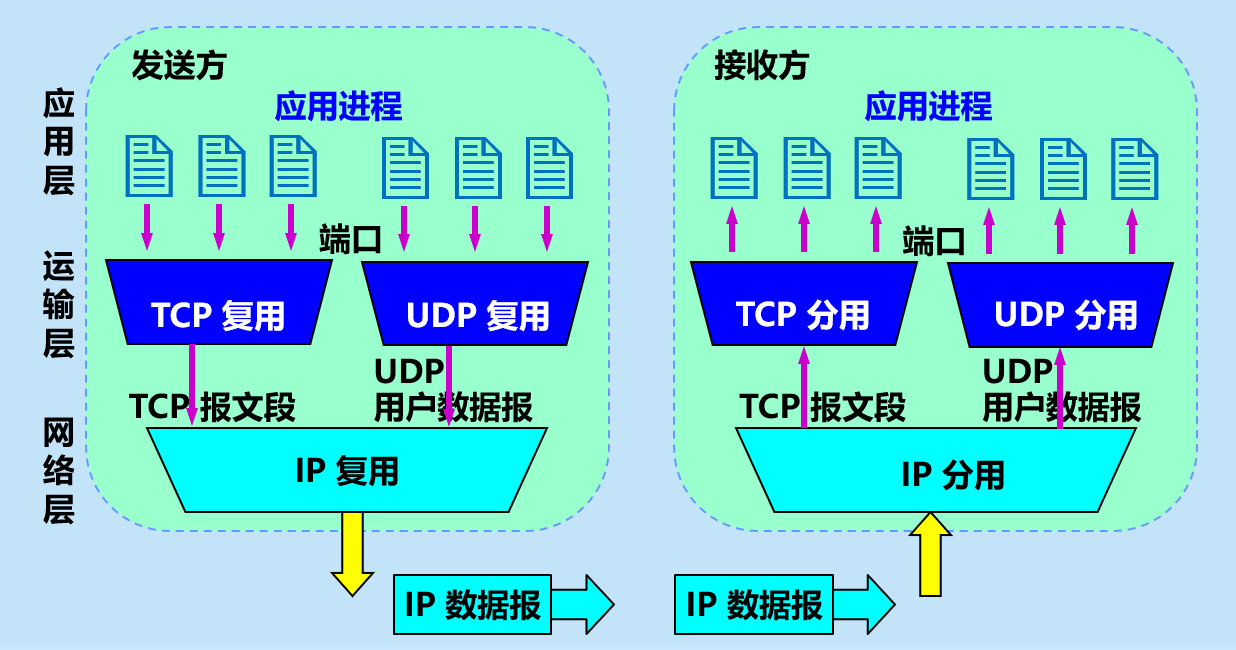 应用层
运输层
网络层
发送方
应用进程
端口
TCP 复用
UDP 复用
TCP 报文段
UDP
用户数据报
IP 复用
IP 数据报
接收方
应用进程
端口
TCP 分用
UDP 分用
TCP 报文段
UDP
用户数据报
IP 分用
IP 数据报